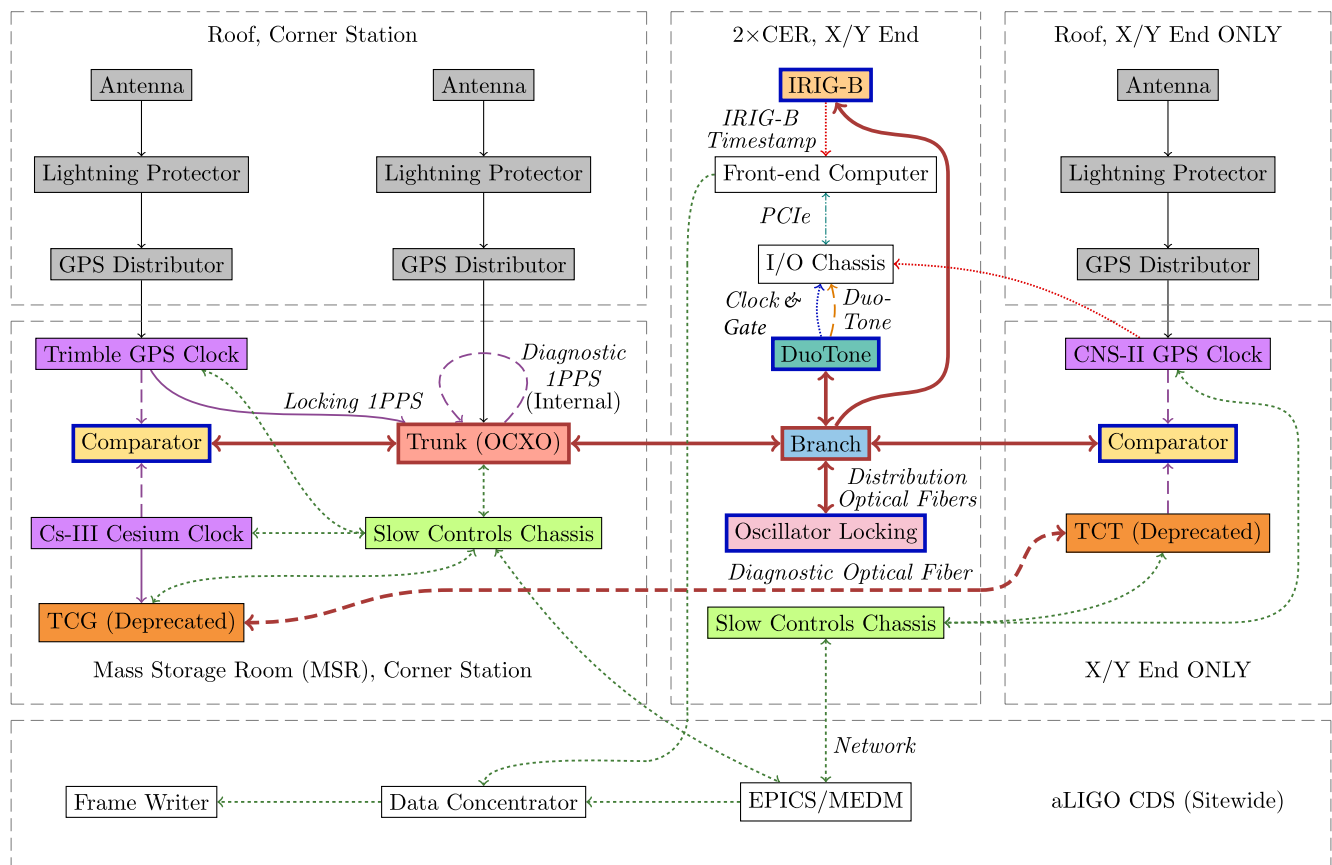 Roof, Corner Station
Antenna
Antenna
Lightning Protector
Lightning Protector
GPS Distributor
GPS Distributor
2×CER, X/Y End
IRIG-B
IRIG-B
Timestamp
Front-end Computer
PCIe
I/O Chassis
Clock &
Gate
Duo-
Tone
DuoTone
Branch
Distribution
Optical Fibers
Oscillator Locking
Diagnostic Optical Fiber
Slow Controls Chassis
Roof, X/Y End ONLY
Antenna
Lightning Protector
GPS Distributor
Trimble GPS Clock
Diagnostic
1PPS
(Internal)
Locking 1PPS
Comparator
Trunk (OCXO)
Cs-III Cesium Clock
Slow Controls Chassis
TCG (Deprecated)
Mass Storage Room (MSR), Corner Station
CNS-II GPS Clock
Comparator
TCT (Deprecated)
X/Y End ONLY
Network
Frame Writer
Data Concentrator
EPICS/MEDM
aLIGO CDS (Sitewide)